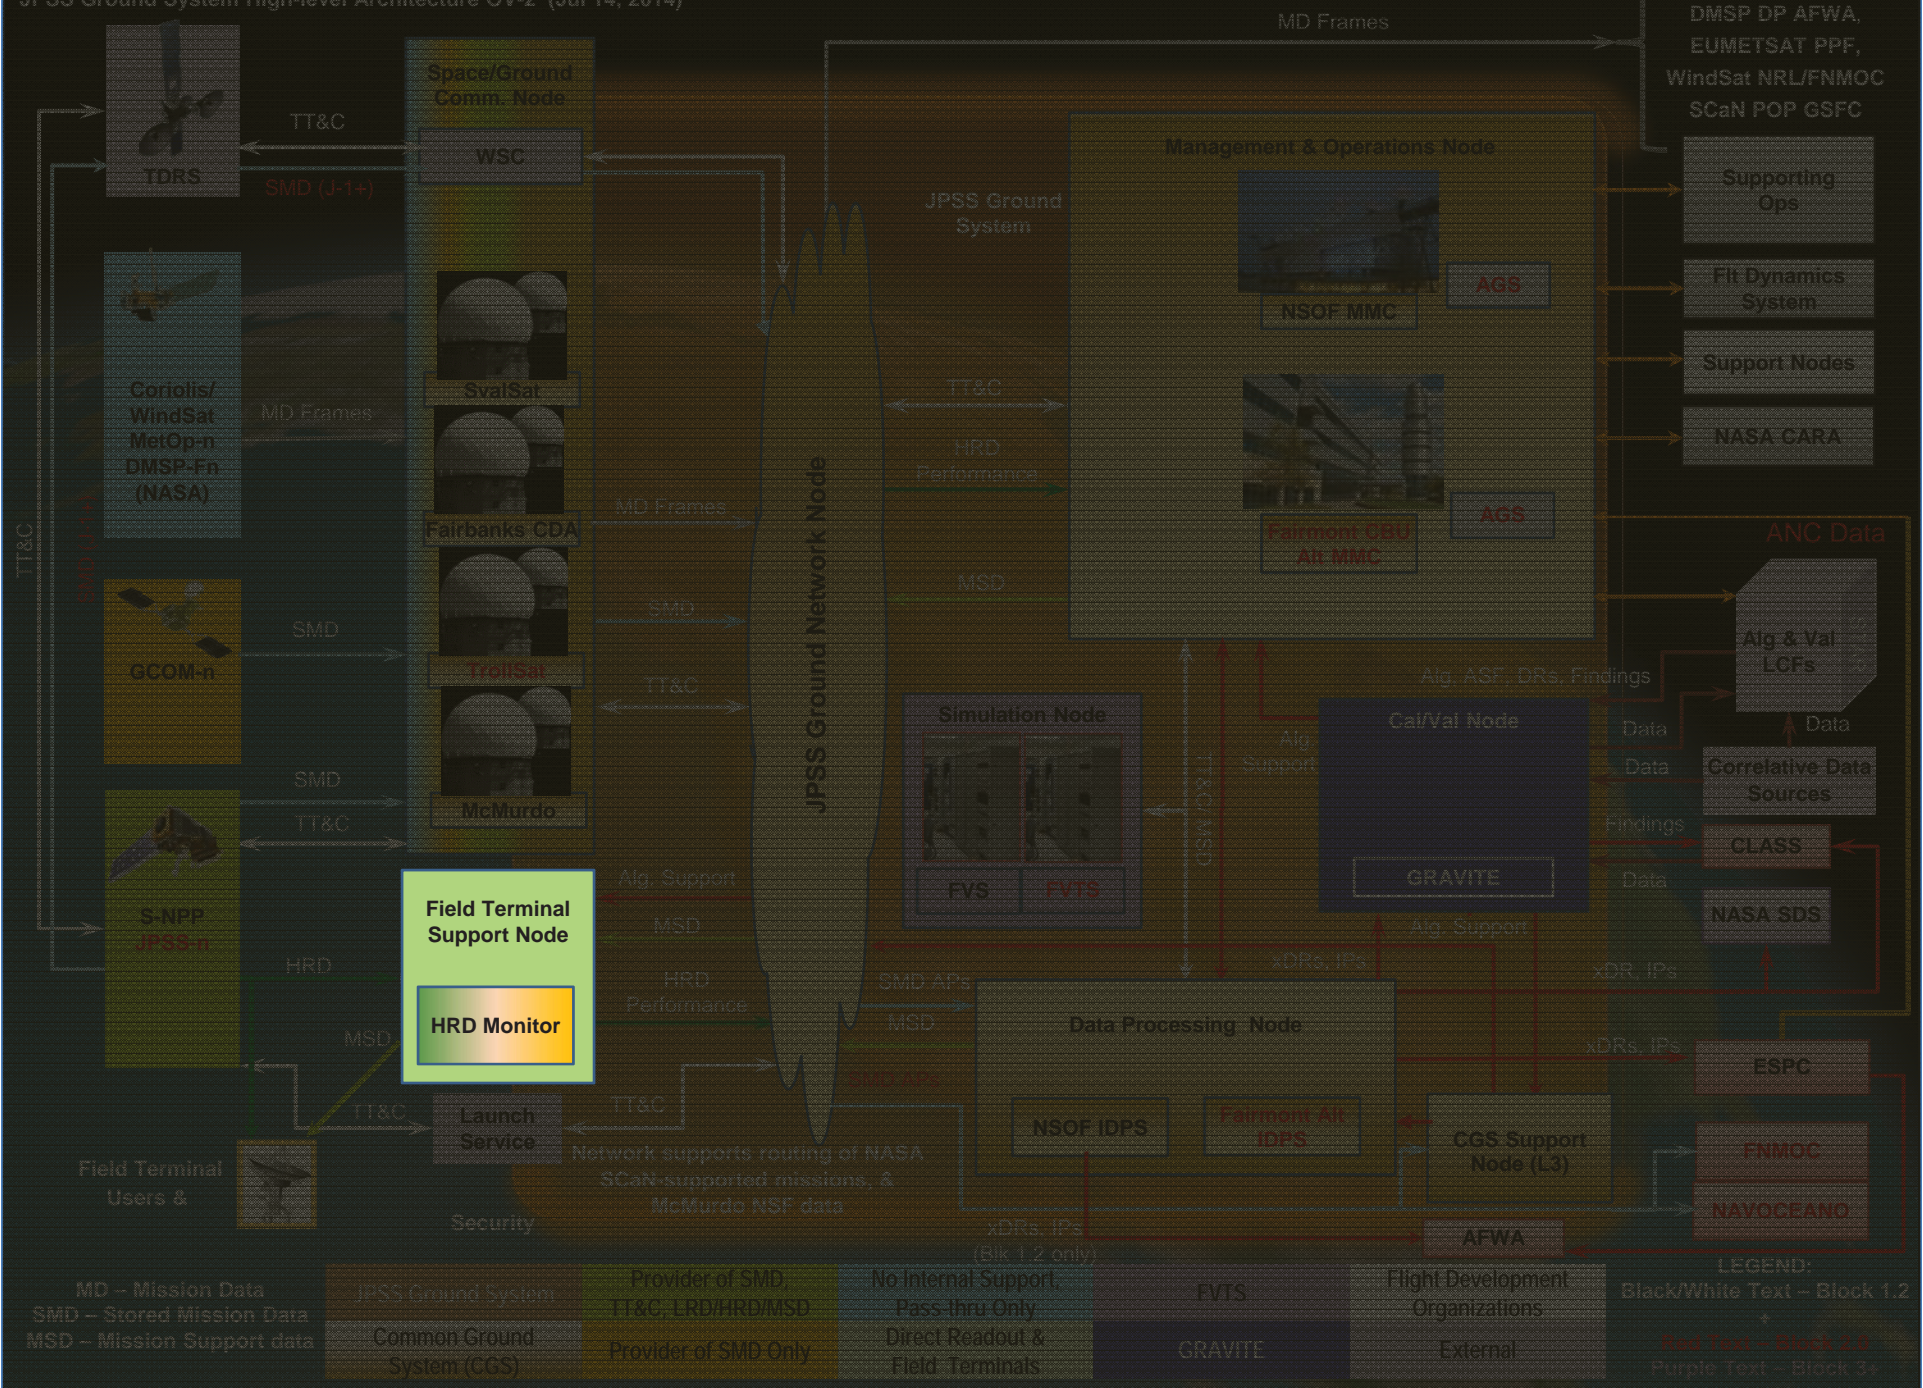 JPSS Ground System High-level Architecture OV-2 (Jul 14, 2014)
MD Frames
DMSP DP AFWA,
EUMETSAT PPF,
WindSat NRL/FNMOC
SCaN POP GSFC
Space/Ground
Comm. Node
TDRS
TT&C
SMD (J-1+)
WSC
JPSS Ground
System
Management & Operations Node
NSOF MMC
AGS
Fairmont CBU
Alt MMC
AGS
Supporting
Ops
Flt Dynamics
System
Support Nodes
NASA CARA
Coriolis/
WindSat
MetOp-n
DMSP-Fn
(NASA)
MD Frames
SvalSat
Fairbanks CDA
TrollSat
McMurdo
TT&C
SMD (J-1+)
GCOM-n
SMD
SMD
TT&C
S-NPP
JPSS-n
HRD
MD Frames
SMD
TT&C
JPSS Ground Network Node
TT&C
HRD
Performance
MSD
ANC Data
Alg & Val
LCFs
Alg, ASF, DRs, Findings
Simulation Node
FVS
FVTS
TT&C, MSD
Alg.
Support
Cal/Val Node
GRAVITE
Data
Data
Data
Correlative Data
Sources
Findings
CLASS
Data
NASA SDS
Field Terminal
Support Node
HRD Monitor
Alg. Support
MSD
HRD
Performance
MSD
SMD APs
MSD
SMD APs
xDRs, IPs
Alg. Support
xDR, IPs
Data Processing Node
NSOF IDPS
Fairmont Alt
IDPS
CGS Support
Node (L3)
xDRs, IPs
ESPC
FNMOC
NAVOCEANO
AFWA
TT&C
Launch
Service
TT&C
Field Terminal
Users &
Security
Network supports routing of NASA
SCaN-supported missions, &
McMurdo NSF data
xDRs, IPs
(Blk 1.2 only)
MD – Mission Data
SMD – Stored Mission Data
MSD – Mission Support data
JPSS Ground System
Provider of SMD,
TT&C, LRD/HRD/MSD
No Internal Support,
Pass-thru Only
FVTS
Flight Development
Organizations
Common Ground
System (CGS)
Provider of SMD Only
Direct Readout &
Field Terminals
GRAVITE
External
LEGEND:
Black/White Text – Block 1.2
+
Red Text – Block 2.0
Purple Text – Block 3+